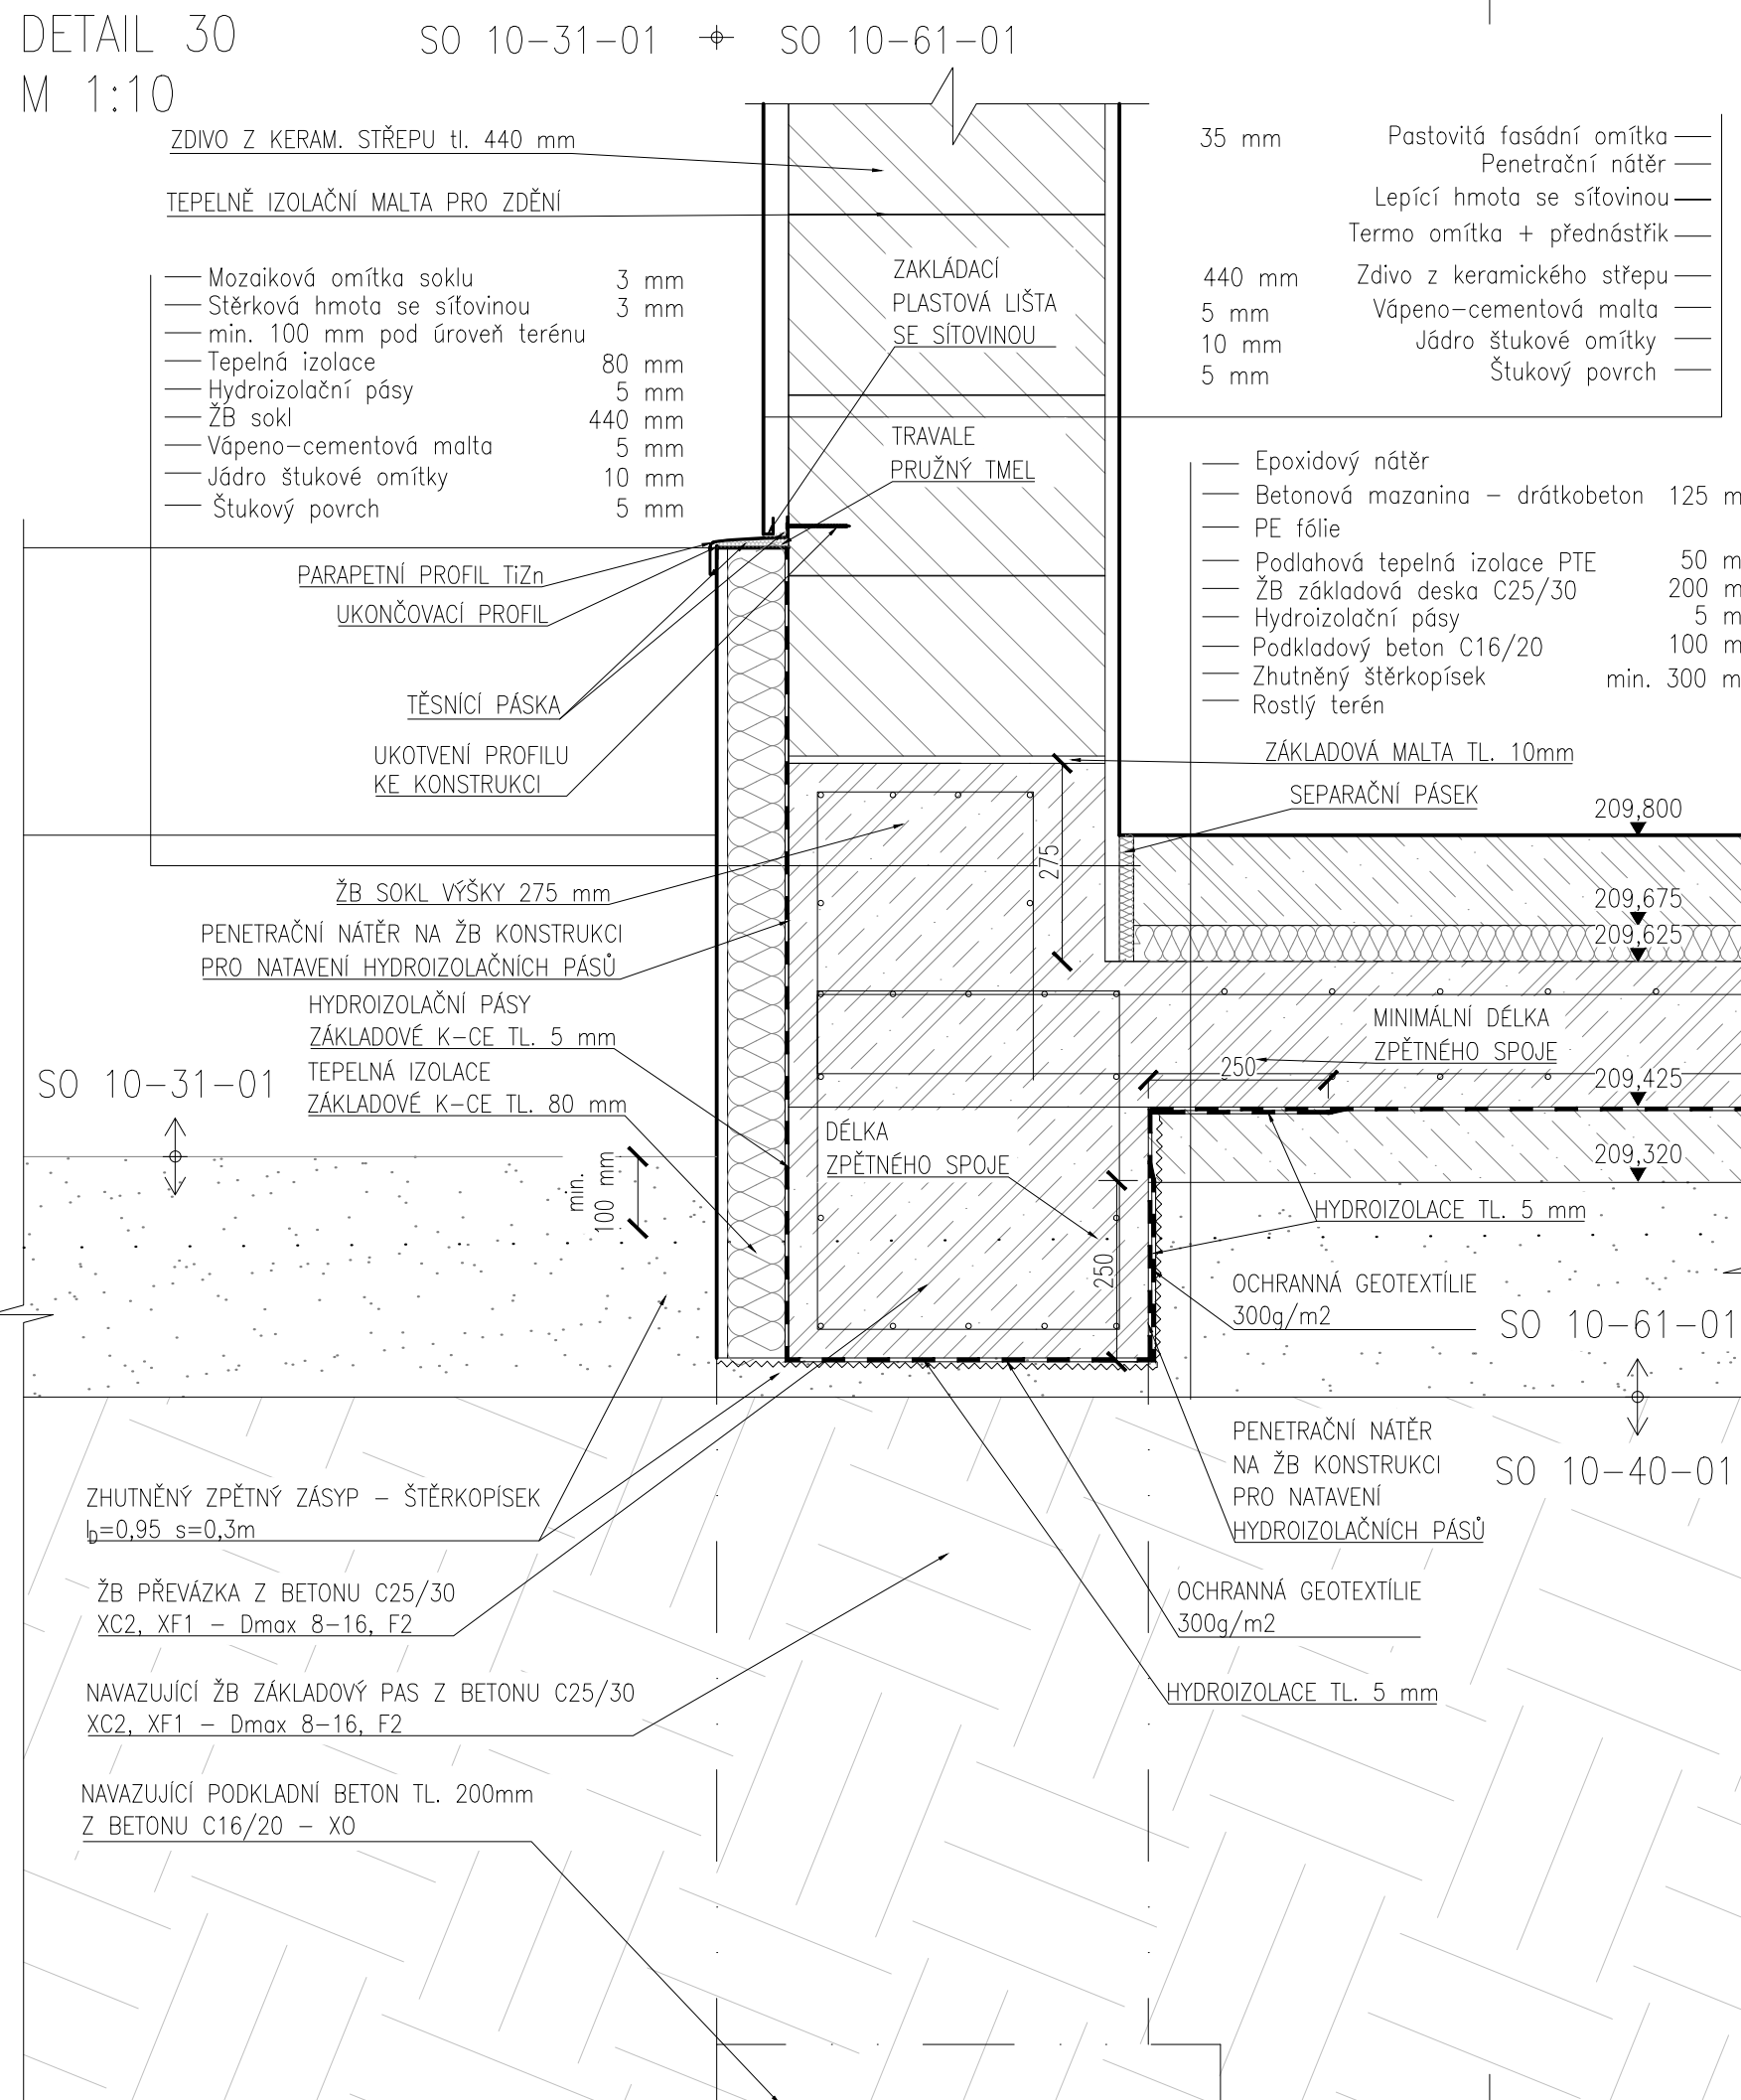 DETAIL 30
M 1:10
SO 10-31-01
SO 10-61-01
ZDIVO Z KERAM. STŘEPU tl. 440 mm
TEPELNĚ IZOLAČNÍ MALTA PRO ZDĚNÍ
Mozaiková omítka soklu 3 mm
Stěrková hmota se síťovinou 3 mm
min. 100 mm pod úroveň terénu
Tepelná izolace 80 mm
Hydroizolační pásy 5 mm
ŽB sokl 440 mm
Vápeno-cementová malta 5 mm
Jádro štukové omítky 10 mm
Štukový povrch 5 mm
ZAKLÁDACÍ
PLASTOVÁ LIŠTA
SE SÍTOVINOU
TRAVALE
PRUŽNÝ TMEL
35 mm Pastovitá fasádní omítka
Penetrační nátěr
Lepící hmota se síťovinou
Termo omítka + přednástřik
440 mm Zdivo z keramického střepu
5 mm Vápeno-cementová malta
10 mm Jádro štukové omítky
5 mm Štukový povrch
Epoxidový nátěr
Betonová mazanina - drátkobeton 125 m
PE fólie
Podlahová tepelná izolace PTE 50 m
ŽB základová deska C25/30 200 m
Hydroizolační pásy 5 m
Podkladový beton C16/20 100 m
Zhutněný štěrkopísek min. 300 m
Rostlý terén
PARAPETNÍ PROFIL TiZn
UKONČOVACÍ PROFIL
TĚSNÍCÍ PÁSKA
UKOTVENÍ PROFILU
KE KONSTRUKCI
ZÁKLADOVÁ MALTA TL. 10mm
SEPARAČNÍ PÁSEK
209,800
275
209,675
209,625
ŽB SOKL VÝŠKY 275 mm
PENETRAČNÍ NÁTĚR NA ŽB KONSTRUKCI
PRO NATAVENÍ HYDROIZOLAČNÍCH PÁSŮ
HYDROIZOLAČNÍ PÁSY
ZÁKLADOVÉ K-CE TL. 5 mm
TEPELNÁ IZOLACE
ZÁKLADOVÉ K-CE TL. 80 mm
SO 10-31-01
MINIMÁLNÍ DÉLKA
ZPĚTNÉHO SPOJE
250
209,425
DÉLKA
ZPĚTNÉHO SPOJE
209,320
min.
100 mm
250
HYDROIZOLACE TL. 5 mm
OCHRANNÁ GEOTEXTÍLIE
300g/m2
SO 10-61-01
SO 10-40-01
PENETRAČNÍ NÁTĚR
NA ŽB KONSTRUKCI
PRO NATAVENÍ
HYDROIZOLAČNÍCH PÁSŮ
ZHUTNĚNÝ ZPĚTNÝ ZÁSYP - ŠTĚRKOPÍSEK
ID=0,95 s=0,3m
ŽB PŘEVÁZKA Z BETONU C25/30
XC2, XF1 - Dmax 8-16, F2
OCHRANNÁ GEOTEXTÍLIE
300g/m2
HYDROIZOLACE TL. 5 mm
NAVAZUJÍCÍ ŽB ZÁKLADOVÝ PAS Z BETONU C25/30
XC2, XF1 - Dmax 8-16, F2
NAVAZUJÍCÍ PODKLADNÍ BETON TL. 200mm
Z BETONU C16/20 - XO